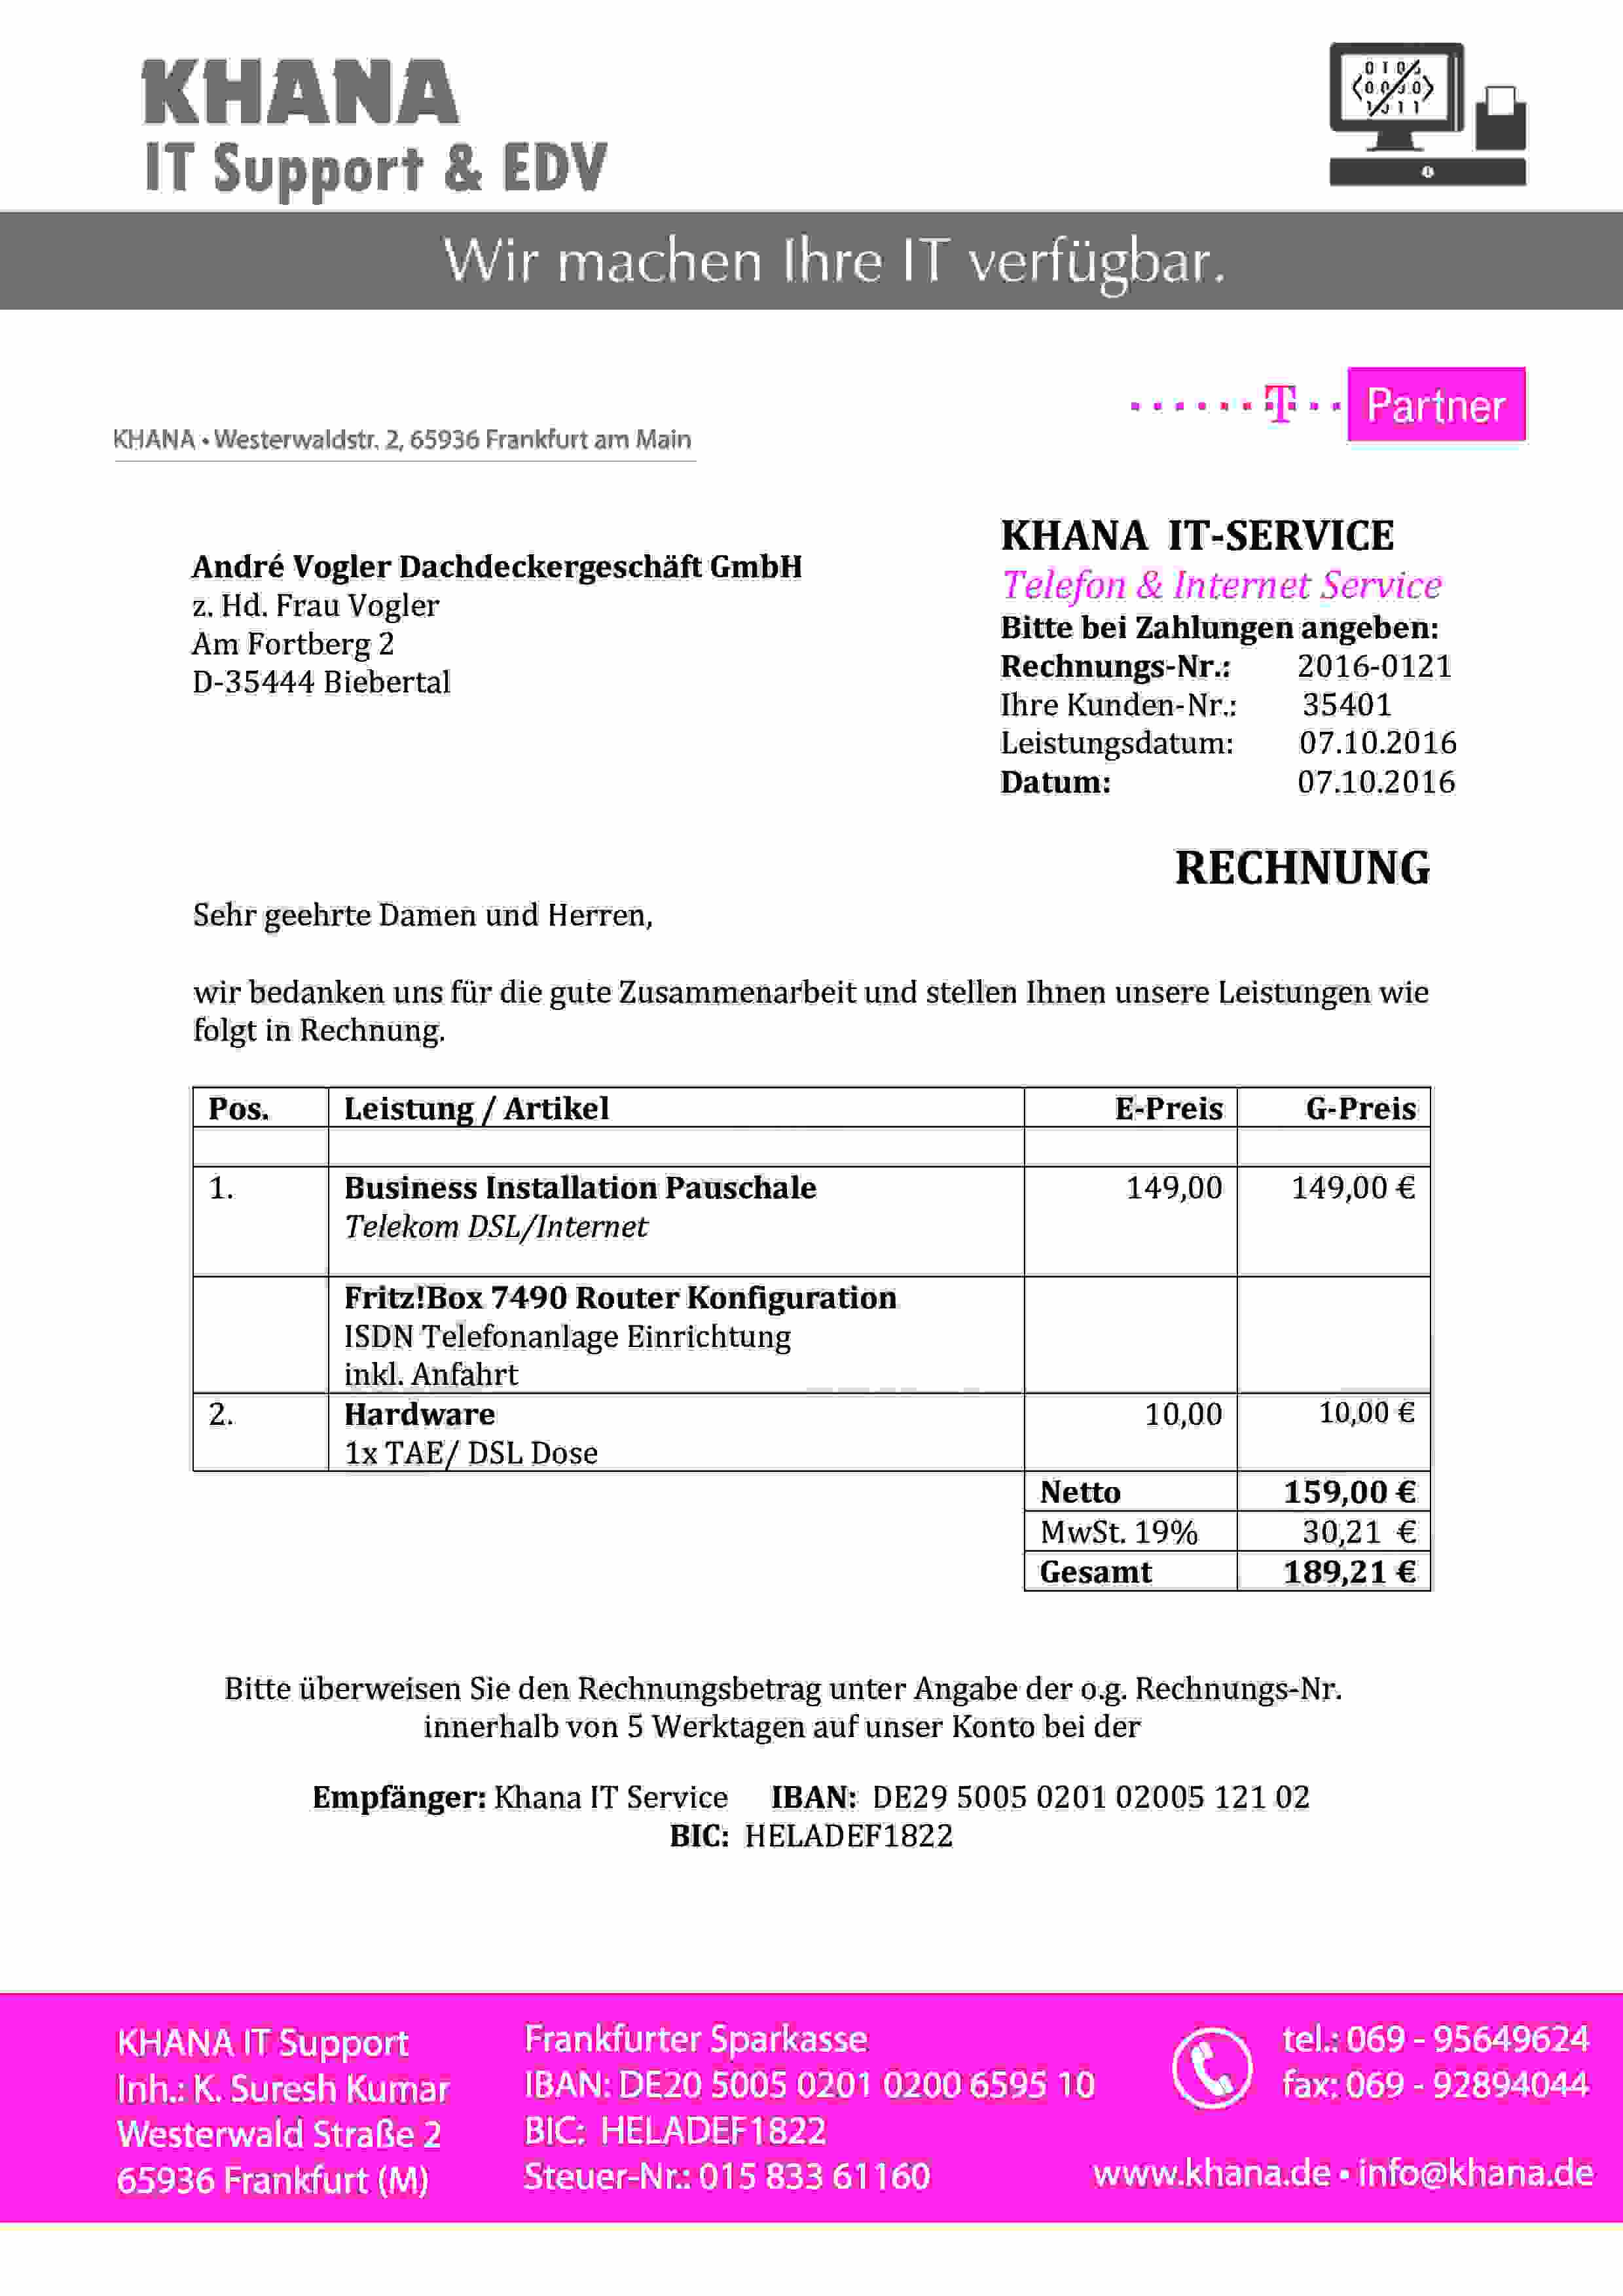 KHANA
IT Support & EDV
Wir machen Ihre IT verfügbar.
T Partner
KHANA • Westerwaldstr. 2, 65936 Frankfurt am Main
André Vogler Dachdeckergeschäft GmbH
z. Hd. Frau Vogler
Am Fortberg 2
D-35444 Biebertal
KHANA IT-SERVICE
Telefon & Internet Service
Bitte bei Zahlungen angeben:
Rechnungs-Nr.: 2016-0121
Ihre Kunden-Nr.: 35401
Leistungsdatum: 07.10.2016
Datum: 07.10.2016
RECHNUNG
Sehr geehrte Damen und Herren,
wir bedanken uns für die gute Zusammenarbeit und stellen Ihnen unsere Leistungen wie
folgt in Rechnung.
Pos. Leistung / Artikel E-Preis G-Preis
1. Business Installation Pauschale 149,00 149,00 €
Telekom DSL/Internet
Fritz!Box 7490 Router Konfiguration
ISDN Telefonanlage Einrichtung
inkl. Anfahrt
2. Hardware 10,00 10,00 €
1x TAE/ DSL Dose
Netto 159,00 €
MwSt. 19% 30,21 €
Gesamt 189,21 €
Bitte überweisen Sie den Rechnungsbetrag unter Angabe der o.g. Rechnungs-Nr.
innerhalb von 5 Werktagen auf unser Konto bei der
Empfänger: Khana IT Service IBAN: DE29 5005 0201 02005 121 02
BIC: HELADEF1822
KHANA IT Support
Inh.: K. Suresh Kumar
Westerwald Straße 2
65936 Frankfurt (M)
Frankfurter Sparkasse
IBAN: DE20 5005 0201 0200 6595 10
BIC: HELADEF1822
Steuer-Nr.: 015 833 61160
tel.: 069 - 95649624
fax: 069 - 92894044
www.khana.de • info@khana.de